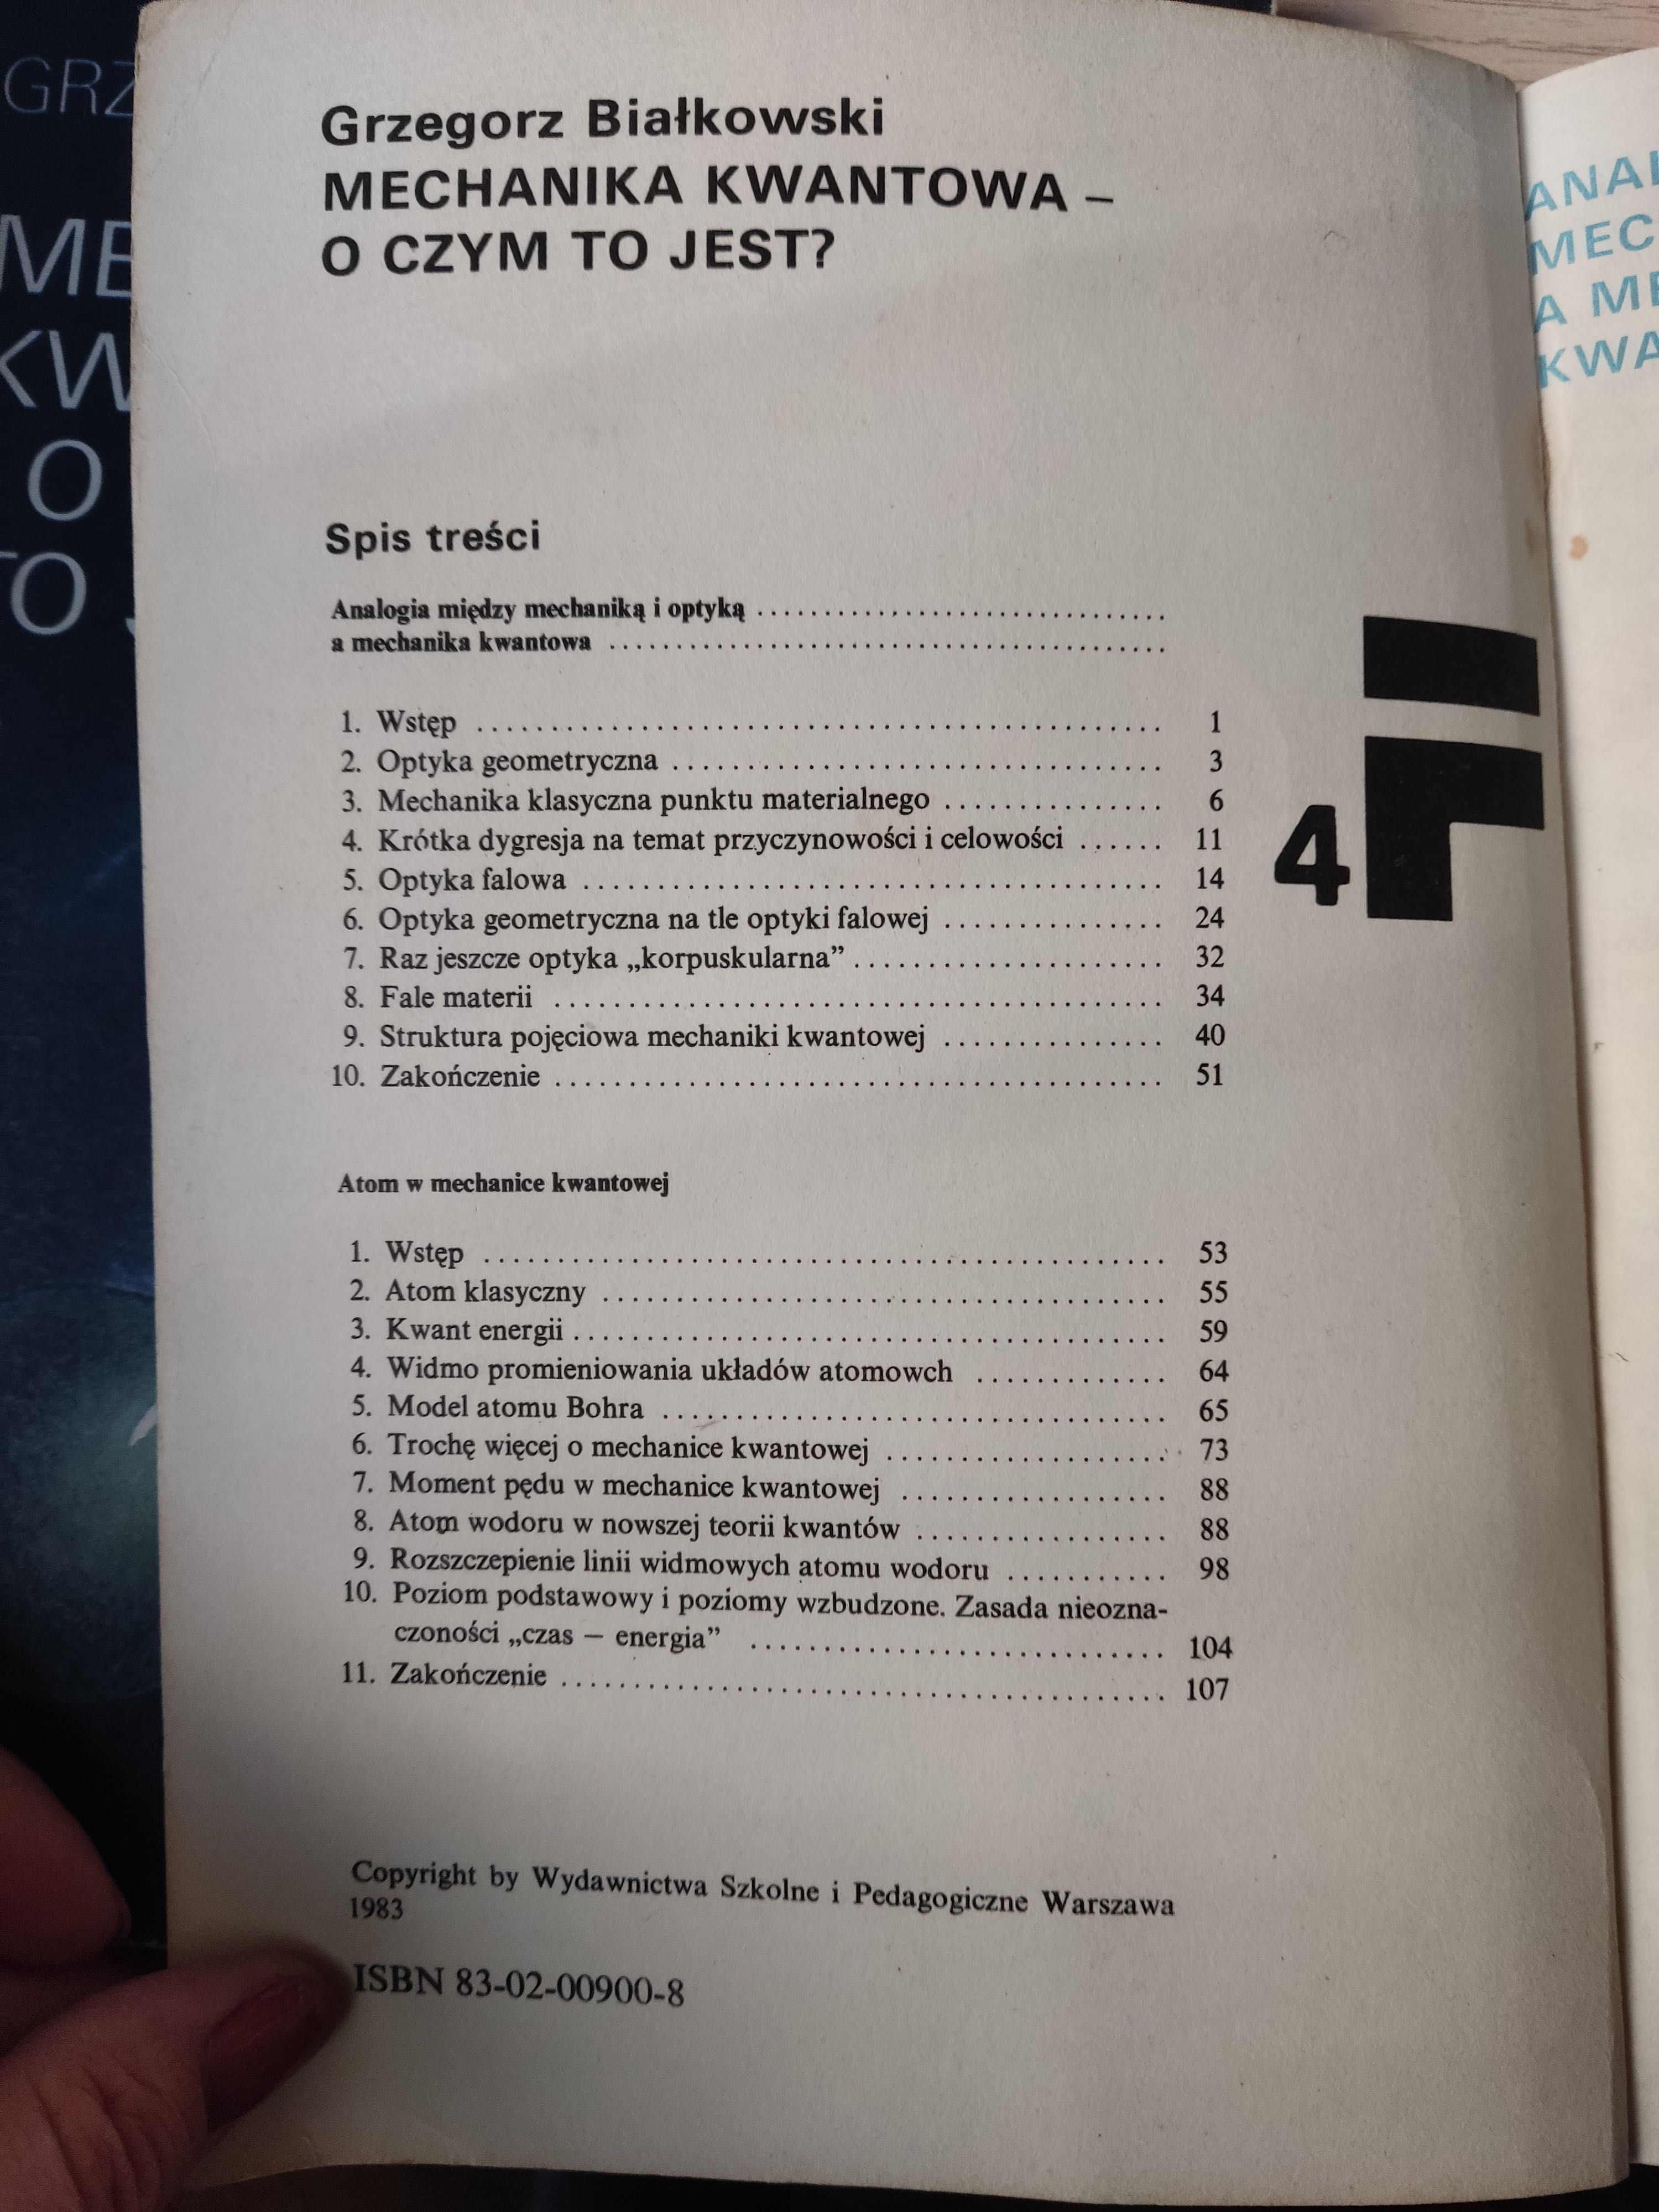 Grzegorz Białkowski
MECHANIKA KWANTOWA –
O CZYM TO JEST?
Spis treści
Analogia między mechaniką i optyką ...............................
a mechanika kwantowa ..........................................
1. Wstęp .................................................... 1
2. Optyka geometryczna ..................................... 3
3. Mechanika klasyczna punktu materialnego ................ 6
4. Krótka dygresja na temat przyczynowości i celowości ...... 11
5. Optyka falowa ............................................ 14
6. Optyka geometryczna na tle optyki falowej ................ 24
7. Raz jeszcze optyka „korpuskularna” ........................ 32
8. Fale materii .............................................. 34
9. Struktura pojęciowa mechaniki kwantowej ................ 40
10. Zakończenie .............................................. 51
Atom w mechanice kwantowej
1. Wstęp .................................................... 53
2. Atom klasyczny ........................................... 55
3. Kwant energii ............................................. 59
4. Widmo promieniowania układów atomowch .............. 64
5. Model atomu Bohra ...................................... 65
6. Trochę więcej o mechanice kwantowej ..................... 73
7. Moment pędu w mechanice kwantowej ................... 88
8. Atom wodoru w nowszej teorii kwantów .................. 88
9. Rozszczepienie linii widmowych atomu wodoru ............ 98
10. Poziom podstawowy i poziomy wzbudzone. Zasada nieozna-
czoności „czas – energia” ............................... 104
11. Zakończenie .............................................. 107
4
Copyright by Wydawnictwa Szkolne i Pedagogiczne Warszawa
1983
ISBN 83-02-00900-8
O